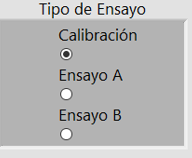 Tipo de Ensayo
Calibración
Ensayo A
Ensayo B